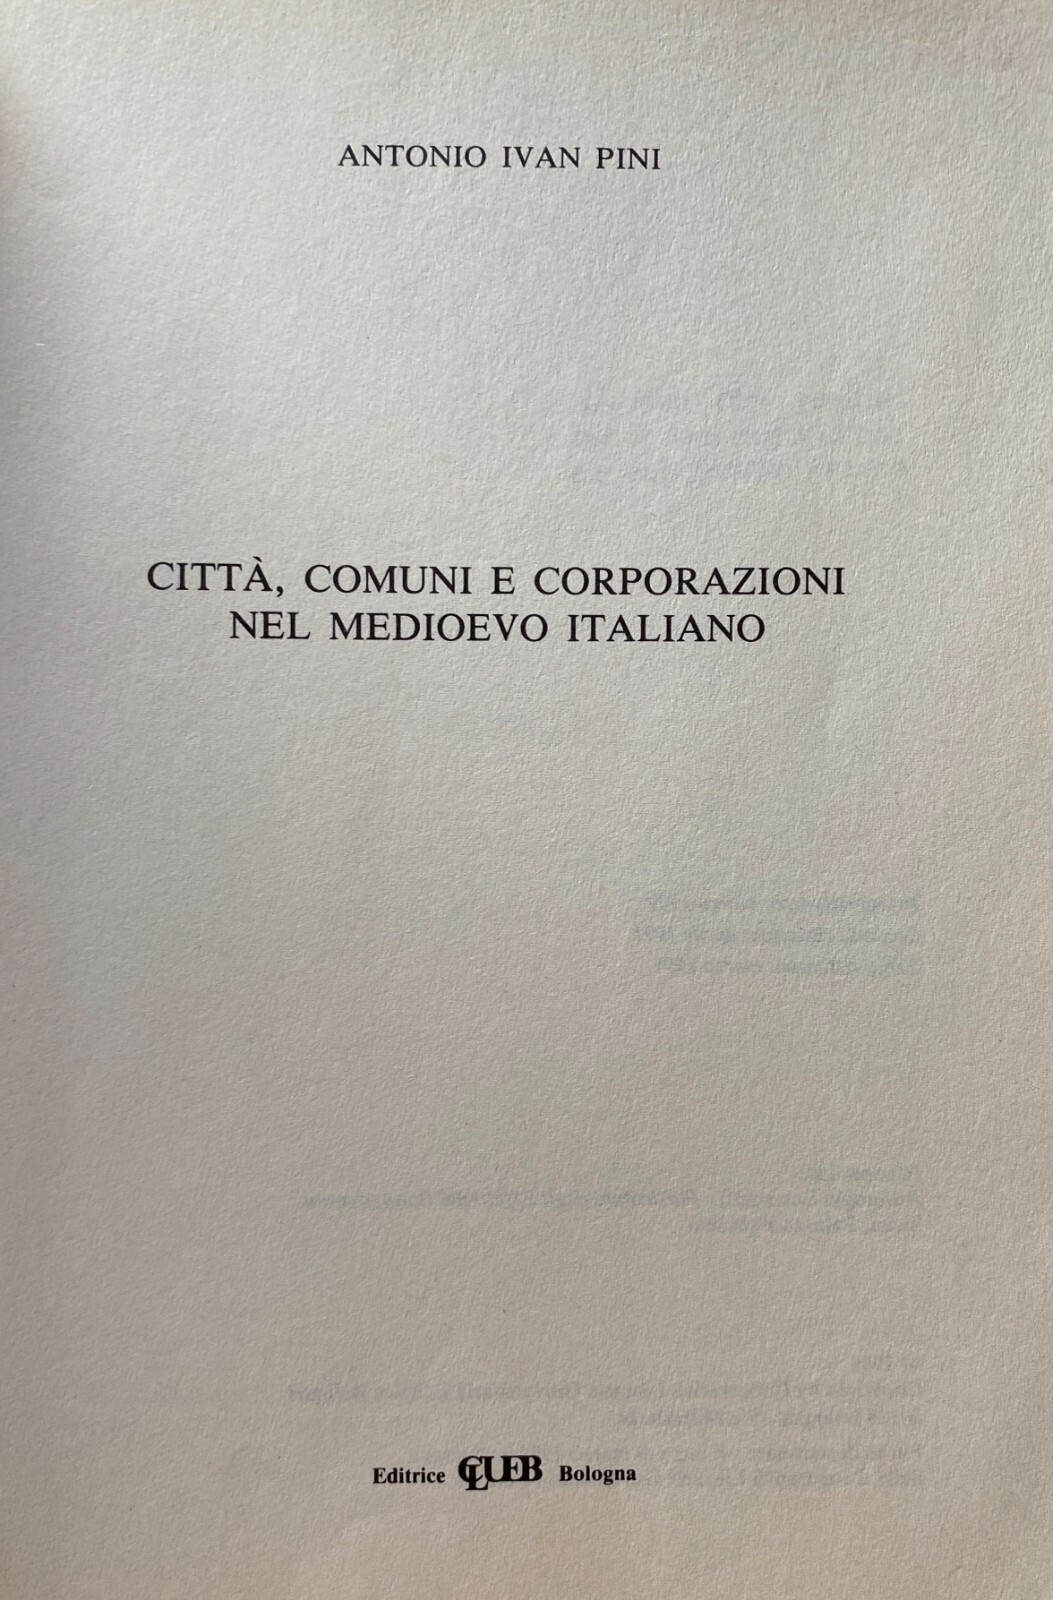 ANTONIO IVAN PINI
CITTÀ, COMUNI E CORPORAZIONI
NEL MEDIOEVO ITALIANO
Editrice CLUEB Bologna